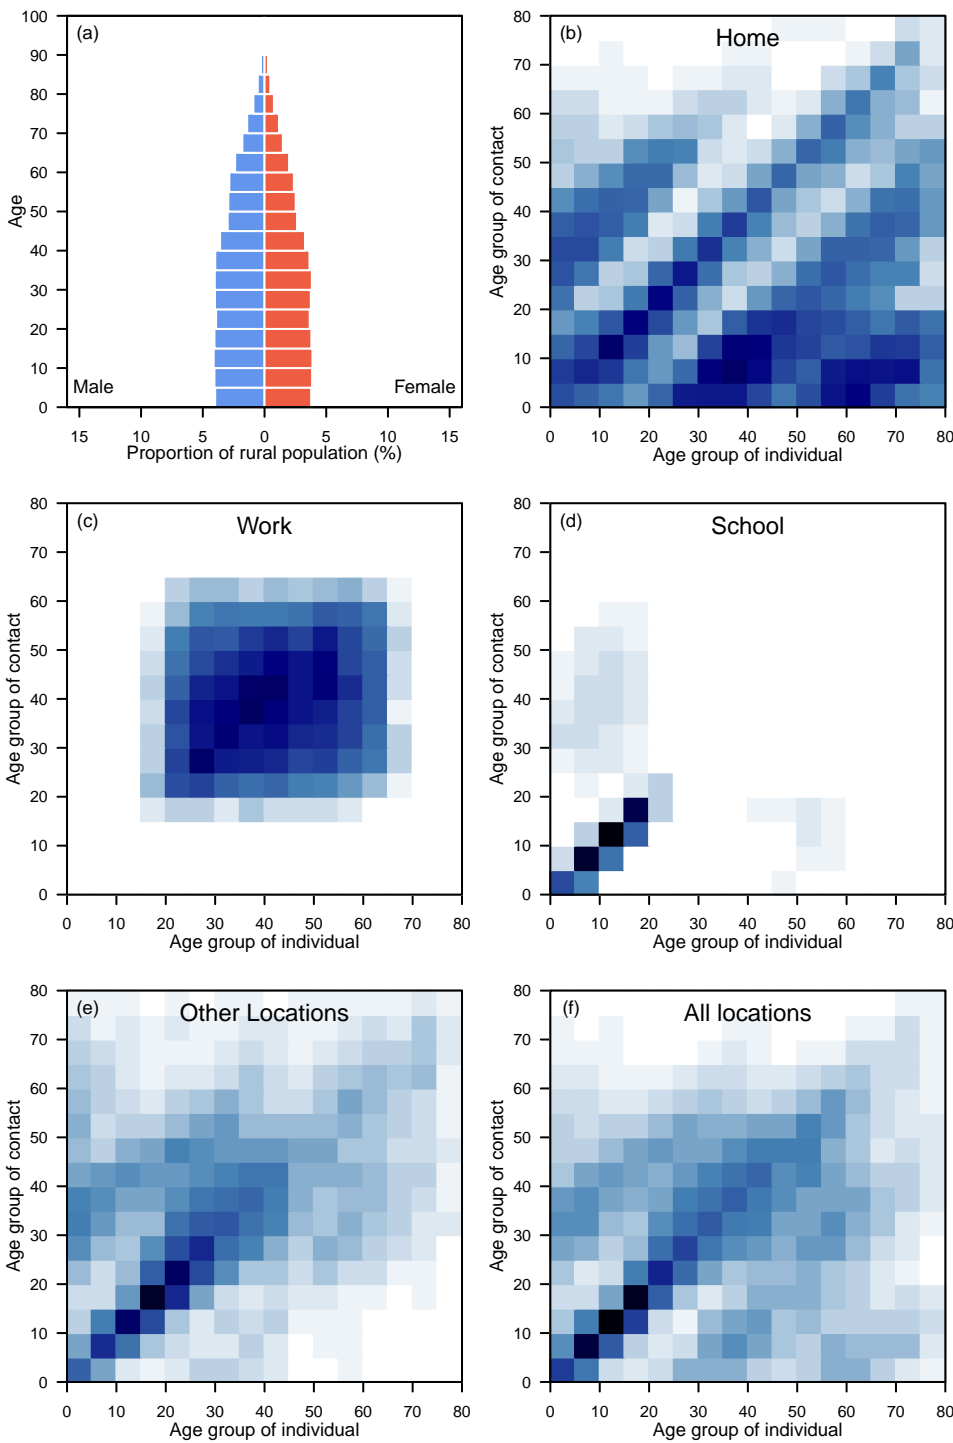 (a)
100
90
80
70
60
50
40
30
20
10
0
Age
Male
Female
15 10 5 0 5 10 15
Proportion of rural population (%)
(b)
Home
80
70
60
50
40
30
20
10
0
Age group of contact
0 10 20 30 40 50 60 70 80
Age group of individual
(c)
Work
80
70
60
50
40
30
20
10
0
Age group of contact
0 10 20 30 40 50 60 70 80
Age group of individual
(d)
School
80
70
60
50
40
30
20
10
0
Age group of contact
0 10 20 30 40 50 60 70 80
Age group of individual
(e)
Other Locations
80
70
60
50
40
30
20
10
0
Age group of contact
0 10 20 30 40 50 60 70 80
Age group of individual
(f)
All locations
80
70
60
50
40
30
20
10
0
Age group of contact
0 10 20 30 40 50 60 70 80
Age group of individual